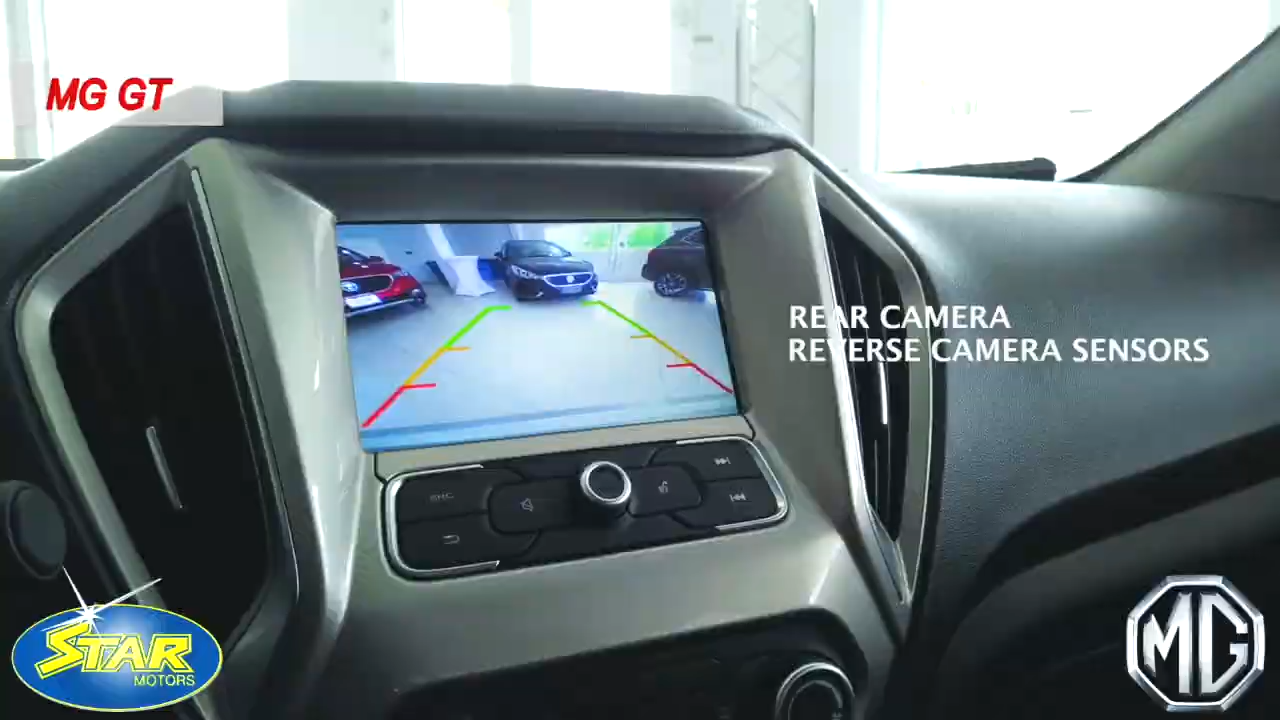 MG GT
REAR CAMERA
REVERSE CAMERA SENSORS
STAR
MOTORS
MG